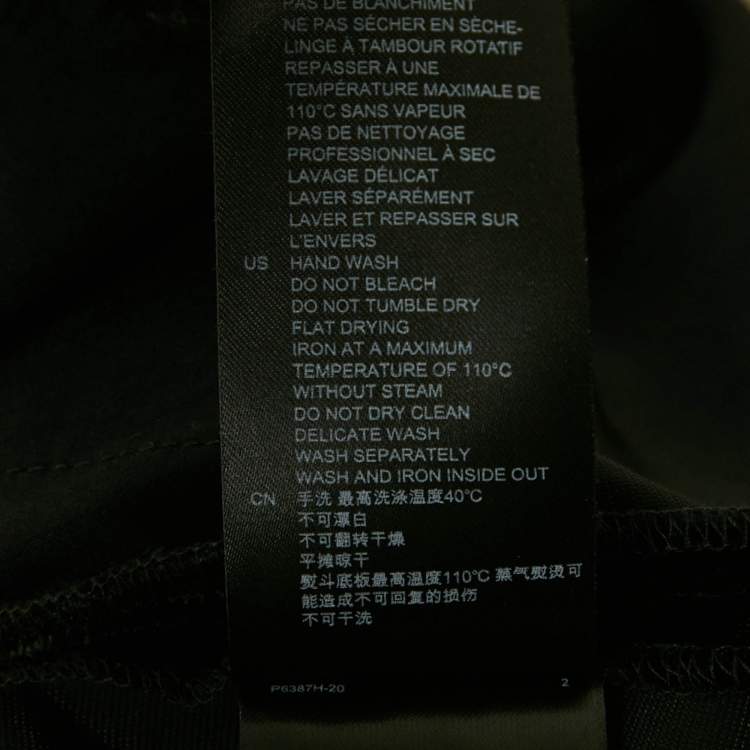 PAS DE BLANCHIMENT
NE PAS SÉCHER EN SÈCHE-
LINGE À TAMBOUR ROTATIF
REPASSER À UNE
TEMPÉRATURE MAXIMALE DE
110°C SANS VAPEUR
PAS DE NETTOYAGE
PROFESSIONNEL À SEC
LAVAGE DÉLICAT
LAVER SÉPARÉMENT
LAVER ET REPASSER SUR
L'ENVERS
US HAND WASH
DO NOT BLEACH
DO NOT TUMBLE DRY
FLAT DRYING
IRON AT A MAXIMUM
TEMPERATURE OF 110°C
WITHOUT STEAM
DO NOT DRY CLEAN
DELICATE WASH
WASH SEPARATELY
WASH AND IRON INSIDE OUT
CN 手洗 最高洗涤温度40°C
不可漂白
不可翻转干燥
平摊晾干
熨斗底板最高温度110°C 蒸气熨烫可
能造成不可回复的损伤
不可干洗
P6387H-20 2